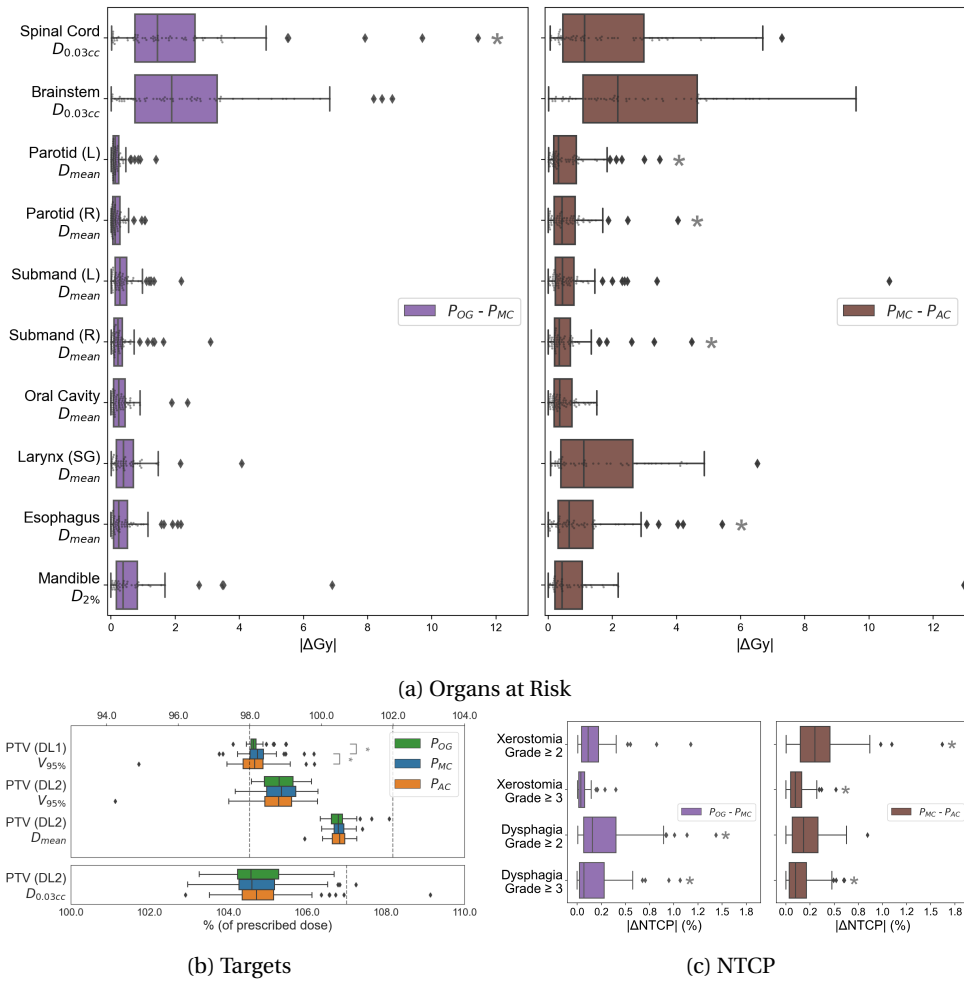 Spinal Cord
D0.03cc
Brainstem
D0.03cc
Parotid (L)
Dmean
Parotid (R)
Dmean
Submand (L)
Dmean
Submand (R)
Dmean
Oral Cavity
Dmean
Larynx (SG)
Dmean
Esophagus
Dmean
Mandible
D2%
*
POG - PMC
0 2 4 6 8 10 12
|ΔGy|
*
*
*
*
PMC - PAC
0 2 4 6 8 10 12
|ΔGy|
(a) Organs at Risk
94.0 96.0 98.0 100.0 102.0 104.0
PTV (DL1)
V95%
PTV (DL2)
V95%
PTV (DL2)
Dmean
PTV (DL2)
D0.03cc
*
*
POG
PMC
PAC
100.0 102.0 104.0 106.0 108.0 110.0
% (of prescribed dose)
(b) Targets
Xerostomia
Grade ≥ 2
Xerostomia
Grade ≥ 3
Dysphagia
Grade ≥ 2
Dysphagia
Grade ≥ 3
POG - PMC
*
*
0.0 0.2 0.5 0.8 1.0 1.2 1.5 1.8
|ΔNTCP| (%)
*
*
PMC - PAC
*
0.0 0.2 0.5 0.8 1.0 1.2 1.5 1.8
|ΔNTCP| (%)
(c) NTCP